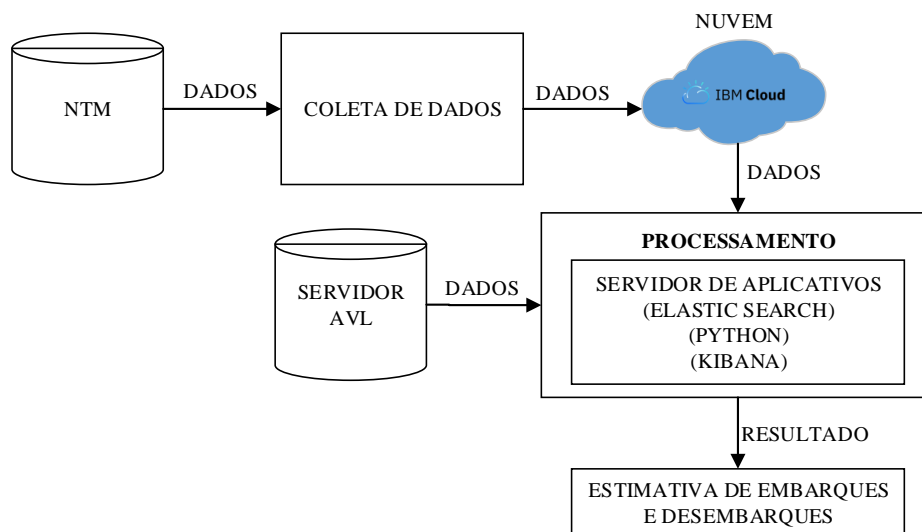 NUVEM
NTM
DADOS
COLETA DE DADOS
DADOS
IBM Cloud
DADOS
PROCESSAMENTO
SERVIDOR DE APLICATIVOS
(ELASTIC SEARCH)
(PYTHON)
(KIBANA)
SERVIDOR
AVL
DADOS
RESULTADO
ESTIMATIVA DE EMBARQUES
E DESEMBARQUES